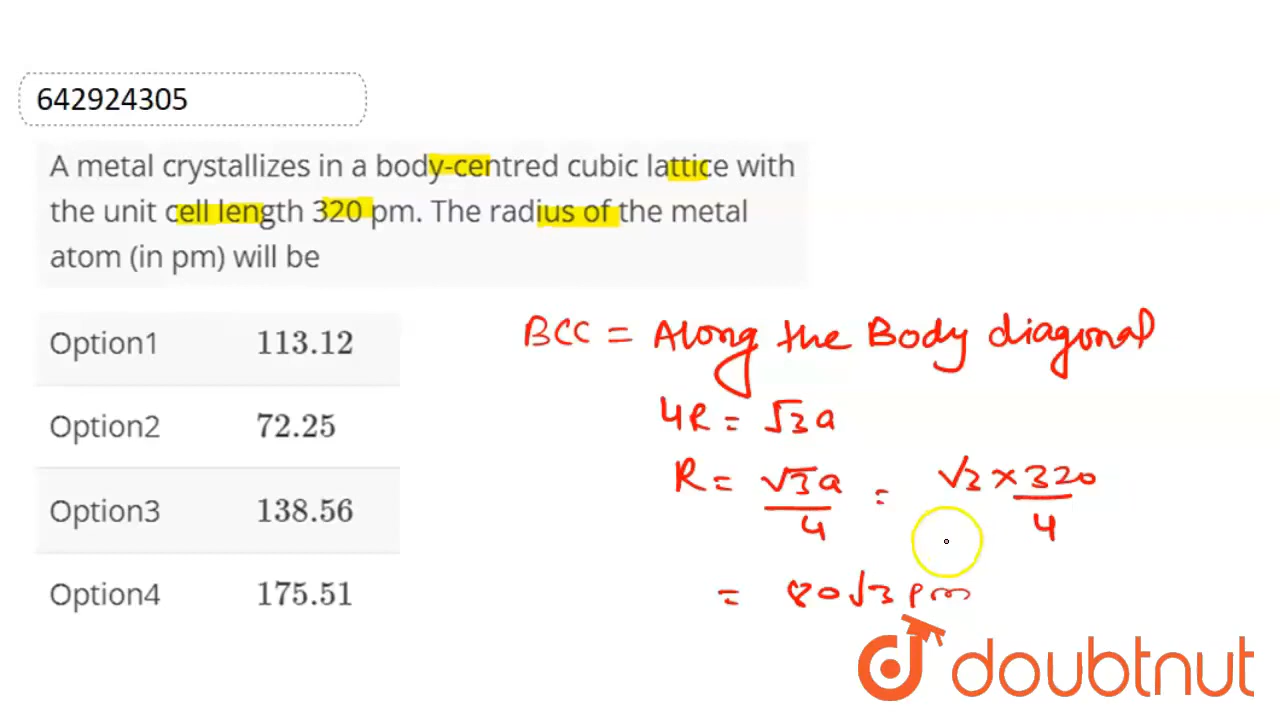 642924305
A metal crystallizes in a body-centred cubic lattice with
the unit cell length 320 pm. The radius of the metal
atom (in pm) will be
Option1 113.12
Option2 72.25
Option3 138.56
Option4 175.51
BCC = Along the Body diagonal
4R = √3a
R = √3a/4 = √3 × 320/4
= 80√3 pm
doubtnut